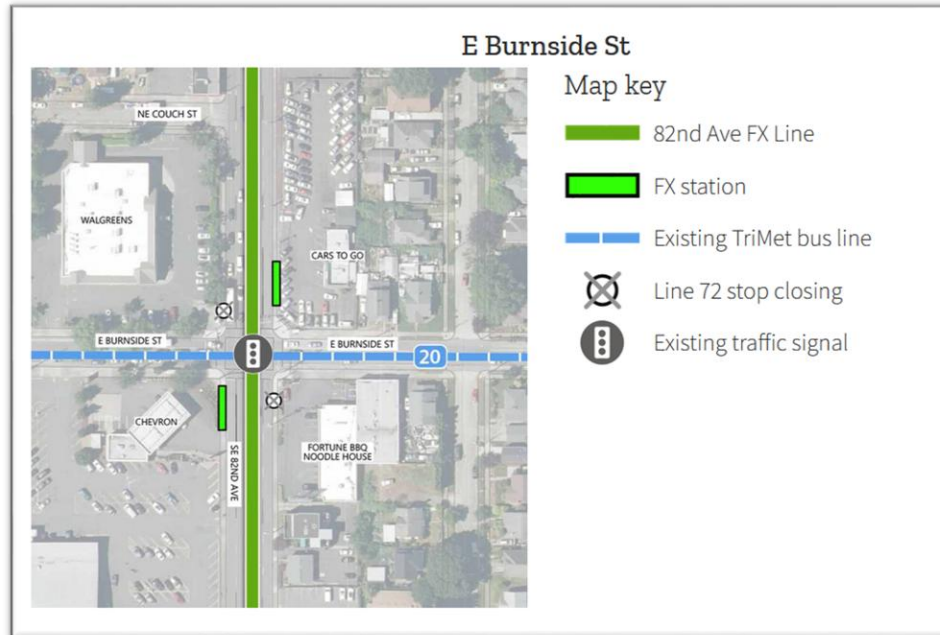 E Burnside St
Map key
82nd Ave FX Line
FX station
Existing TriMet bus line
Line 72 stop closing
Existing traffic signal
NE COUCH ST
WALGREENS
CARS TO GO
E BURNSIDE ST
E BURNSIDE ST
20
CHEVRON
SE 82ND AVE
FORTUNE BBQ
NOODLE HOUSE